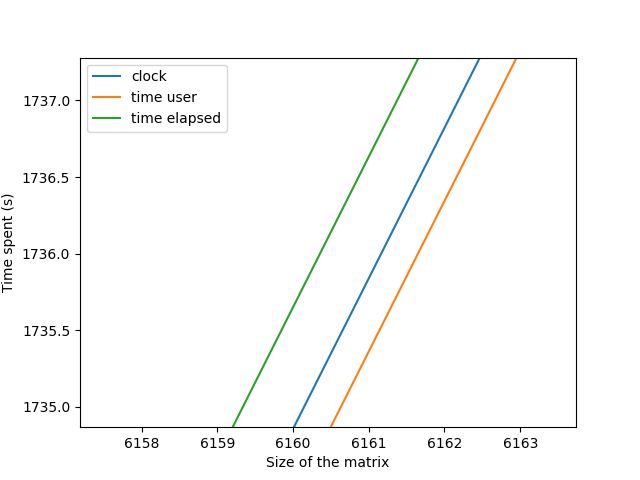 clock
time user
time elapsed
1737.0
1736.5
1736.0
1735.5
1735.0
Time spent (s)
6158 6159 6160 6161 6162 6163
Size of the matrix